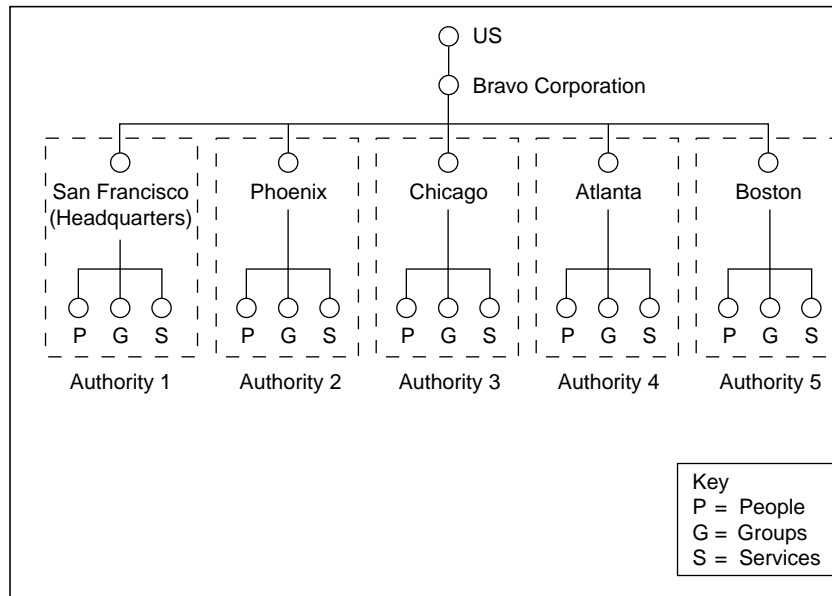 US
Bravo Corporation
San Francisco
(Headquarters)
Phoenix
Chicago
Atlanta
Boston
P G S
P G S
P G S
P G S
P G S
Authority 1
Authority 2
Authority 3
Authority 4
Authority 5
Key
P = People
G = Groups
S = Services